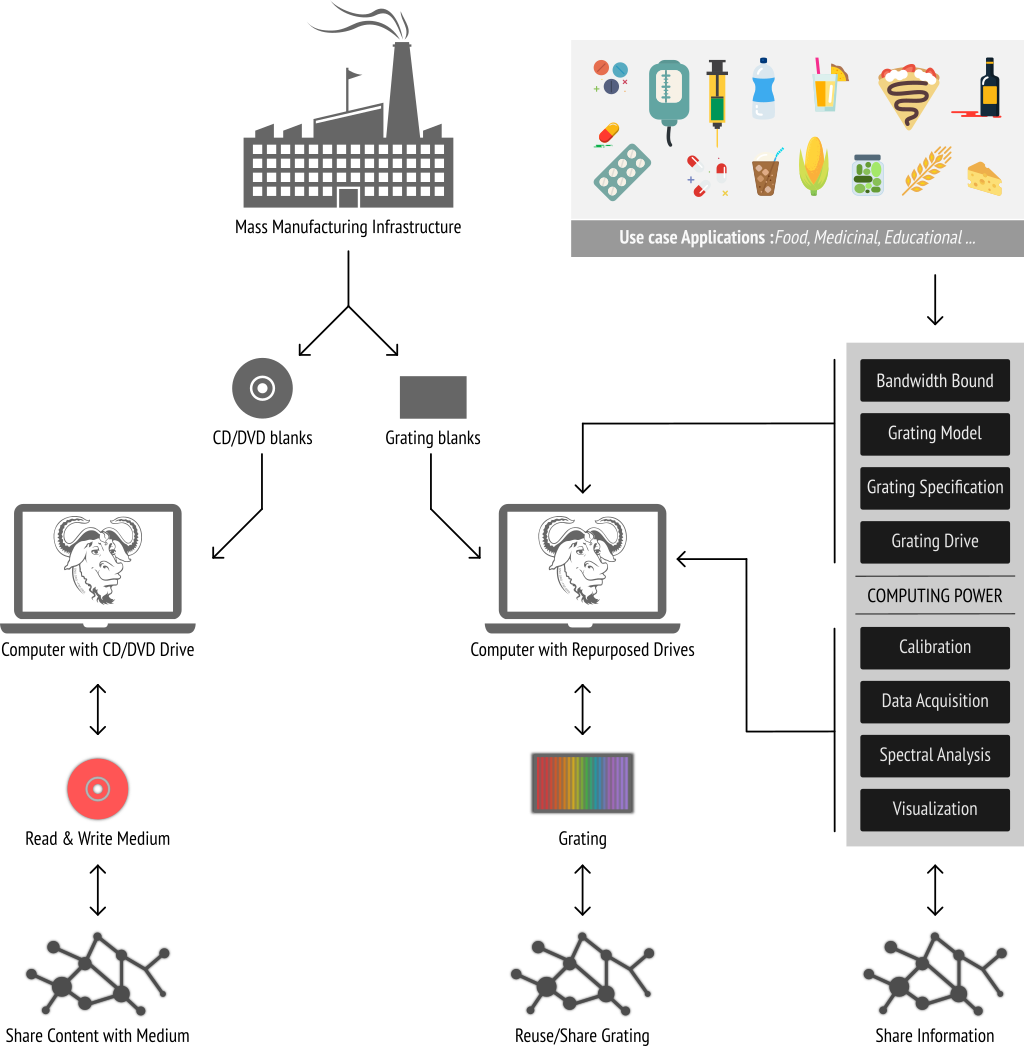 Mass Manufacturing Infrastructure
Use case Applications :Food, Medicinal, Educational ...
CD/DVD blanks
Grating blanks
Bandwidth Bound
Grating Model
Grating Specification
Grating Drive
COMPUTING POWER
Calibration
Data Acquisition
Spectral Analysis
Visualization
Computer with CD/DVD Drive
Computer with Repurposed Drives
Read & Write Medium
Grating
Share Content with Medium
Reuse/Share Grating
Share Information